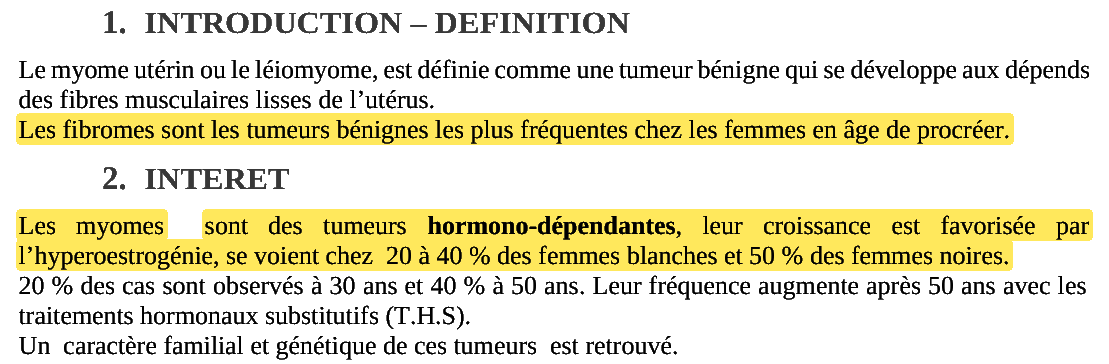 1. INTRODUCTION – DEFINITION
Le myome utérin ou le léiomyome, est définie comme une tumeur bénigne qui se développe aux dépends
des fibres musculaires lisses de l’utérus.
Les fibromes sont les tumeurs bénignes les plus fréquentes chez les femmes en âge de procréer.
2. INTERET
Les myomes sont des tumeurs hormono-dépendantes, leur croissance est favorisée par
l’hyperoestrogénie, se voient chez 20 à 40 % des femmes blanches et 50 % des femmes noires.
20 % des cas sont observés à 30 ans et 40 % à 50 ans. Leur fréquence augmente après 50 ans avec les
traitements hormonaux substitutifs (T.H.S).
Un caractère familial et génétique de ces tumeurs est retrouvé.